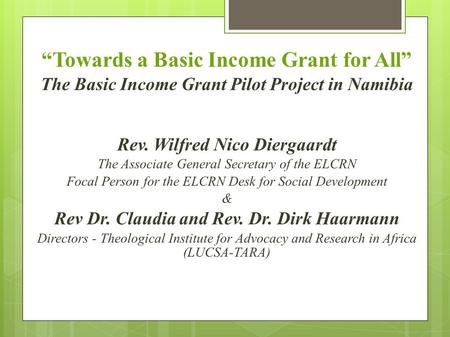 “Towards a Basic Income Grant for All”
The Basic Income Grant Pilot Project in Namibia
Rev. Wilfred Nico Diergaardt
The Associate General Secretary of the ELCRN
Focal Person for the ELCRN Desk for Social Development
&
Rev Dr. Claudia and Rev. Dr. Dirk Haarmann
Directors - Theological Institute for Advocacy and Research in Africa
(LUCSA-TARA)